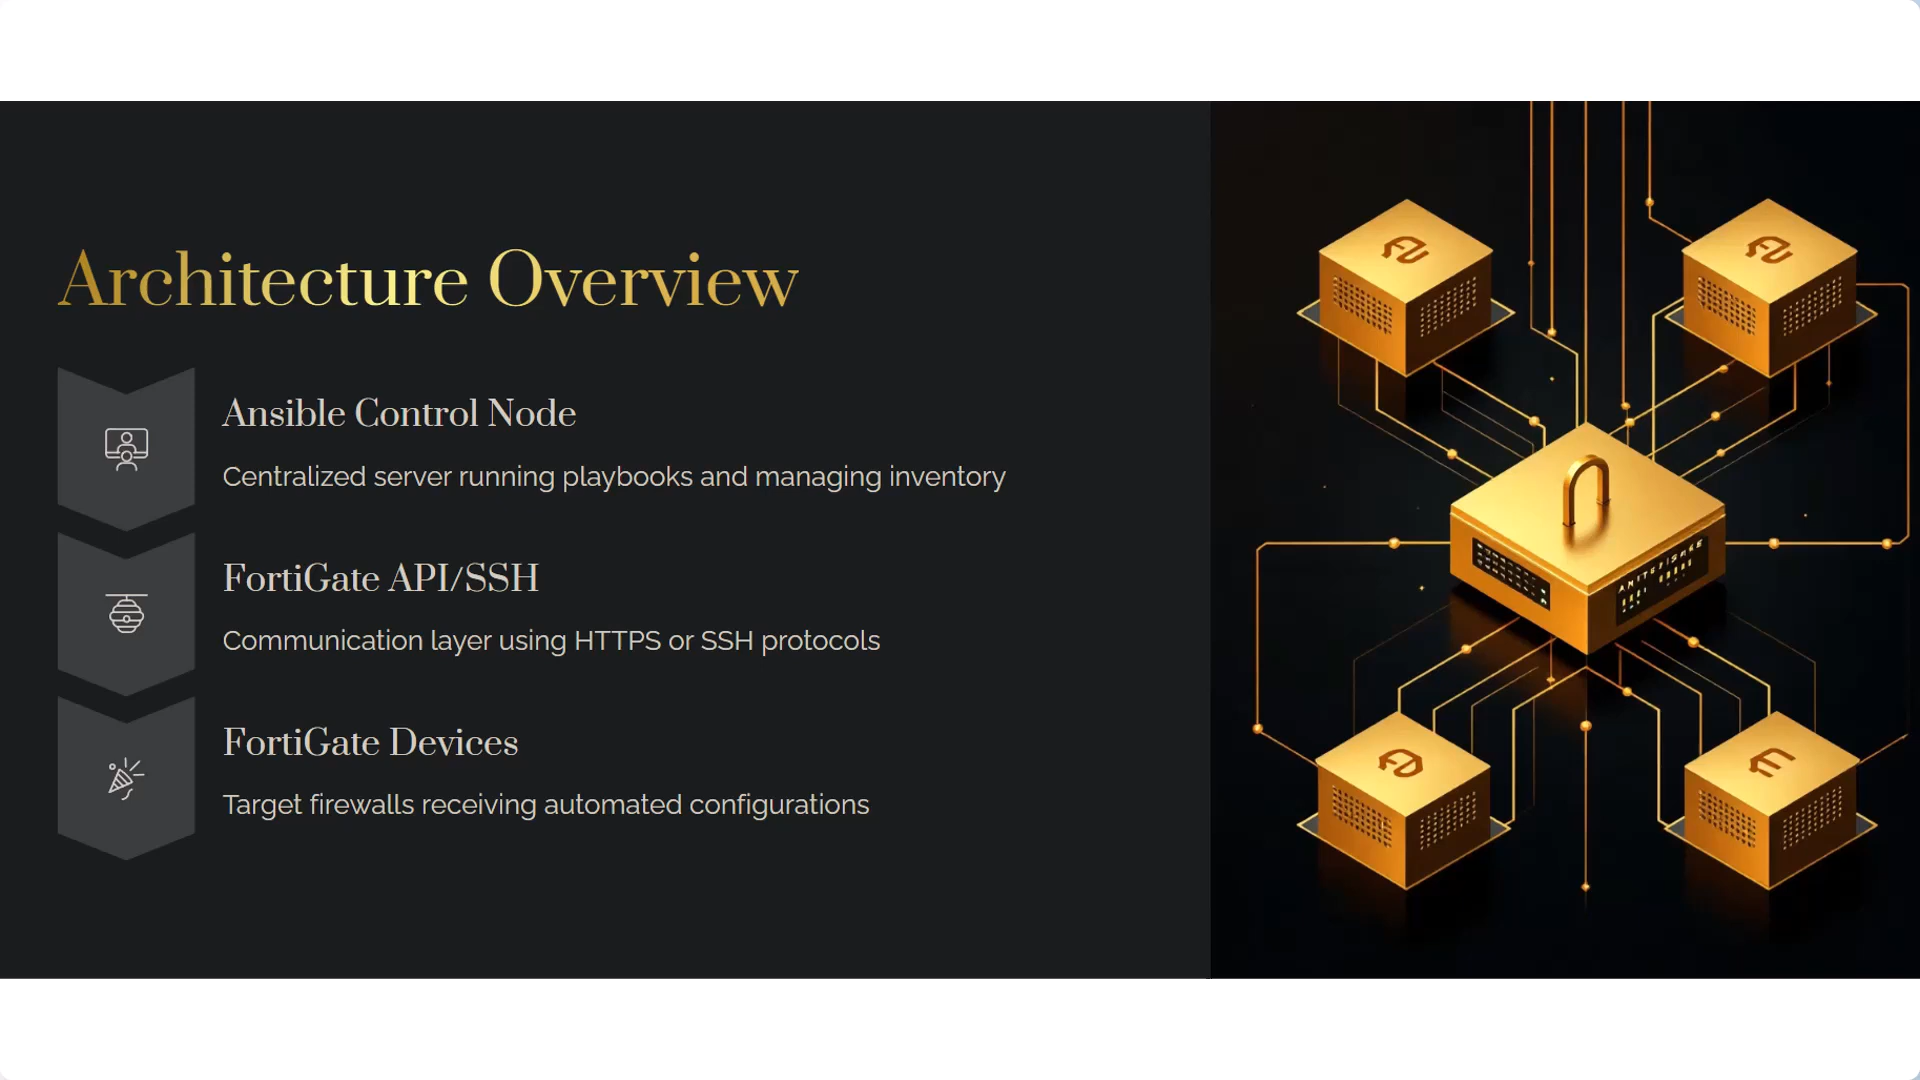 Architecture Overview
Ansible Control Node
Centralized server running playbooks and managing inventory
FortiGate API/SSH
Communication layer using HTTPS or SSH protocols
FortiGate Devices
Target firewalls receiving automated configurations